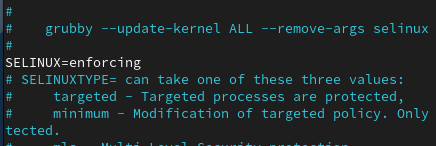 #
#    grubby --update-kernel ALL --remove-args selinux
#
SELINUX=enforcing
# SELINUXTYPE= can take one of these three values:
#     targeted - Targeted processes are protected,
#     minimum - Modification of targeted policy. Only
tected.
#     mls - Multi Level Security protection